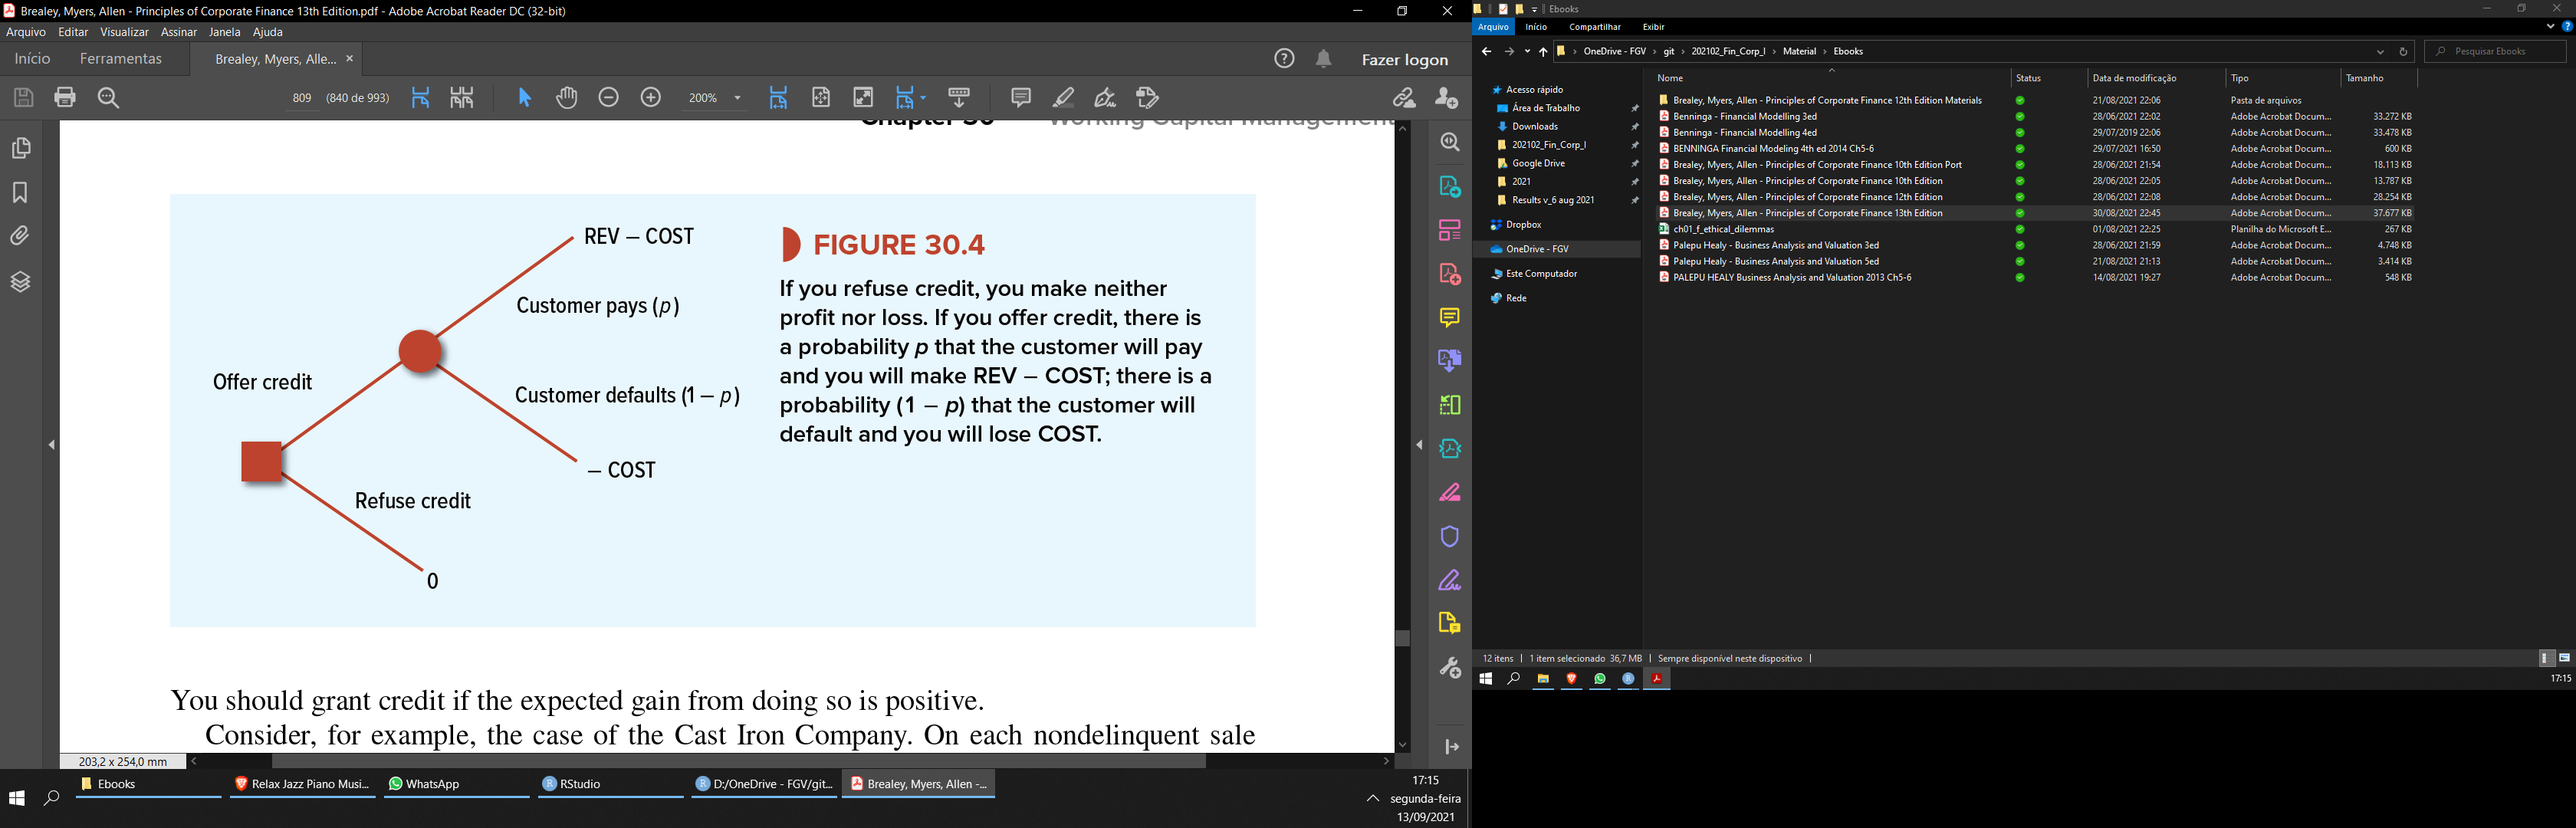 Brealey, Myers, Allen - Principles of Corporate Finance 13th Edition.pdf - Adobe Acrobat Reader DC (32-bit)
Arquivo Editar Visualizar Assinar Janela Ajuda
Início Ferramentas Brealey, Myers, Alle... × Fazer logon
809 (840 de 993) 200%
Chapter 30 Working Capital Management
REV – COST
Customer pays (p)
Offer credit
Customer defaults (1 – p)
– COST
Refuse credit
0
FIGURE 30.4
If you refuse credit, you make neither
profit nor loss. If you offer credit, there is
a probability p that the customer will pay
and you will make REV – COST; there is a
probability (1 – p) that the customer will
default and you will lose COST.
You should grant credit if the expected gain from doing so is positive.
Consider, for example, the case of the Cast Iron Company. On each nondelinquent sale
203,2 x 254,0 mm
Ebooks Relax Jazz Piano Musi... WhatsApp RStudio D:/OneDrive - FGV/git... Brealey, Myers, Allen -...
17:15
segunda-feira
13/09/2021
Ebooks
Arquivo Início Compartilhar Exibir
OneDrive - FGV › git › 202102_Fin_Corp_I › Material › Ebooks
Pesquisar Ebooks
Acesso rápido
Área de Trabalho
Downloads
202102_Fin_Corp_I
Google Drive
2021
Results v_6 aug 2021
Dropbox
OneDrive - FGV
Este Computador
Rede
Nome Status Data de modificação Tipo Tamanho
Brealey, Myers, Allen - Principles of Corporate Finance 12th Edition Materials 21/08/2021 22:06 Pasta de arquivos
Benninga - Financial Modelling 3ed 28/06/2021 22:02 Adobe Acrobat Docum... 33.272 KB
Benninga - Financial Modelling 4ed 29/07/2019 22:06 Adobe Acrobat Docum... 33.478 KB
BENNINGA Financial Modeling 4th ed 2014 Ch5-6 29/07/2021 16:50 Adobe Acrobat Docum... 600 KB
Brealey, Myers, Allen - Principles of Corporate Finance 10th Edition Port 28/06/2021 21:54 Adobe Acrobat Docum... 18.113 KB
Brealey, Myers, Allen - Principles of Corporate Finance 10th Edition 28/06/2021 22:05 Adobe Acrobat Docum... 13.787 KB
Brealey, Myers, Allen - Principles of Corporate Finance 12th Edition 28/06/2021 22:08 Adobe Acrobat Docum... 28.254 KB
Brealey, Myers, Allen - Principles of Corporate Finance 13th Edition 30/08/2021 22:45 Adobe Acrobat Docum... 37.677 KB
ch01_f_ethical_dilemmas 01/08/2021 22:25 Planilha do Microsoft E... 267 KB
Palepu Healy - Business Analysis and Valuation 3ed 28/06/2021 21:59 Adobe Acrobat Docum... 4.748 KB
Palepu Healy - Business Analysis and Valuation 5ed 21/08/2021 21:13 Adobe Acrobat Docum... 3.414 KB
PALEPU HEALY Business Analysis and Valuation 2013 Ch5-6 14/08/2021 19:27 Adobe Acrobat Docum... 548 KB
12 itens 1 item selecionado 36,7 MB Sempre disponível neste dispositivo
17:15